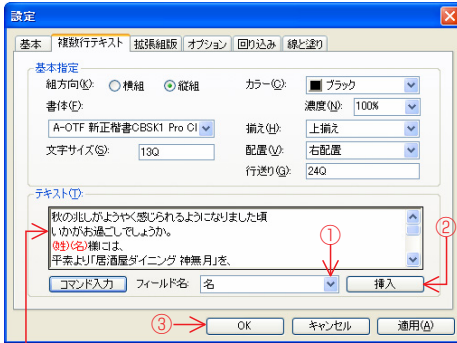 設定
基本 複数行テキスト 拡張組版 オプション 回り込み 線と塗り
基本指定
組方向(K): 横組 縦組 カラー(C): ブラック
書体(F): 濃度(N): 100%
A-OTF 新正楷書CBSK1 Pro Cl 揃え(H): 上揃え
文字サイズ(S): 13Q 配置(V): 右配置
行送り(G): 24Q
テキスト(T):
秋の兆しがようやく感じられるようになりました頃
いかがお過ごしでしょうか。
(姓)(名)様には、
平素より「居酒屋ダイニング 神無月」を、
① ②
コマンド入力 フィールド名: 名 挿入
③ OK キャンセル 適用(A)